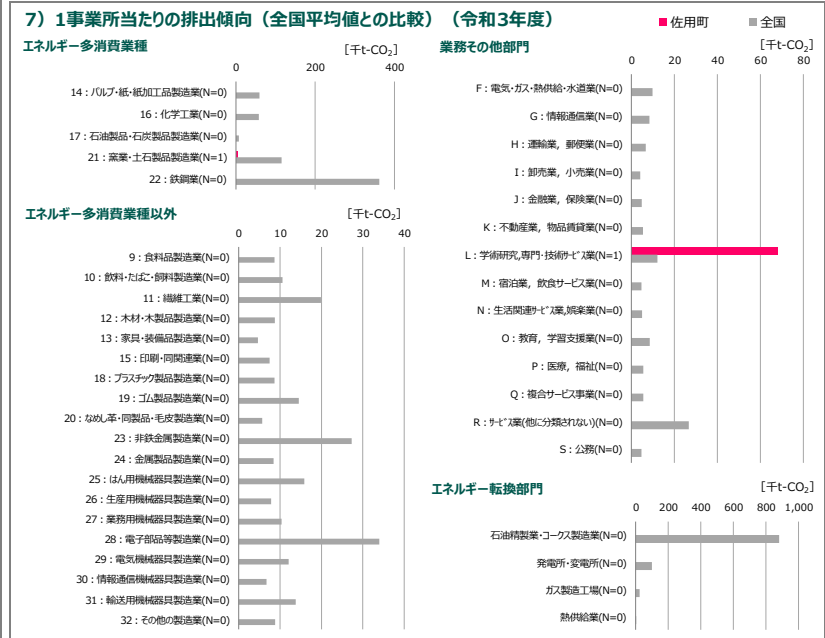 7）1事業所当たりの排出傾向（全国平均値との比較）（令和3年度）
佐用町
全国
エネルギー多消費業種
[千t-CO₂]
0 200 400
14：パルプ・紙・紙加工品製造業(N=0)
16：化学工業(N=0)
17：石油製品・石炭製品製造業(N=0)
21：窯業・土石製品製造業(N=1)
22：鉄鋼業(N=0)
エネルギー多消費業種以外
[千t-CO₂]
0 10 20 30 40
9：食料品製造業(N=0)
10：飲料・たばこ・飼料製造業(N=0)
11：繊維工業(N=0)
12：木材・木製品製造業(N=0)
13：家具・装備品製造業(N=0)
15：印刷・同関連業(N=0)
18：プラスチック製品製造業(N=0)
19：ゴム製品製造業(N=0)
20：なめし革・同製品・毛皮製造業(N=0)
23：非鉄金属製造業(N=0)
24：金属製品製造業(N=0)
25：はん用機械器具製造業(N=0)
26：生産用機械器具製造業(N=0)
27：業務用機械器具製造業(N=0)
28：電子部品等製造業(N=0)
29：電気機械器具製造業(N=0)
30：情報通信機械器具製造業(N=0)
31：輸送用機械器具製造業(N=0)
32：その他の製造業(N=0)
業務その他部門
[千t-CO₂]
0 20 40 60 80
F：電気・ガス・熱供給・水道業(N=0)
G：情報通信業(N=0)
H：運輸業，郵便業(N=0)
I：卸売業，小売業(N=0)
J：金融業，保険業(N=0)
K：不動産業，物品賃貸業(N=0)
L：学術研究,専門・技術サービス業(N=1)
M：宿泊業，飲食サービス業(N=0)
N：生活関連サービス業,娯楽業(N=0)
O：教育，学習支援業(N=0)
P：医療，福祉(N=0)
Q：複合サービス事業(N=0)
R：サービス業(他に分類されない)(N=0)
S：公務(N=0)
エネルギー転換部門
[千t-CO₂]
0 200 400 600 800 1,000
石油精製業・コークス製造業(N=0)
発電所・変電所(N=0)
ガス製造工場(N=0)
熱供給業(N=0)